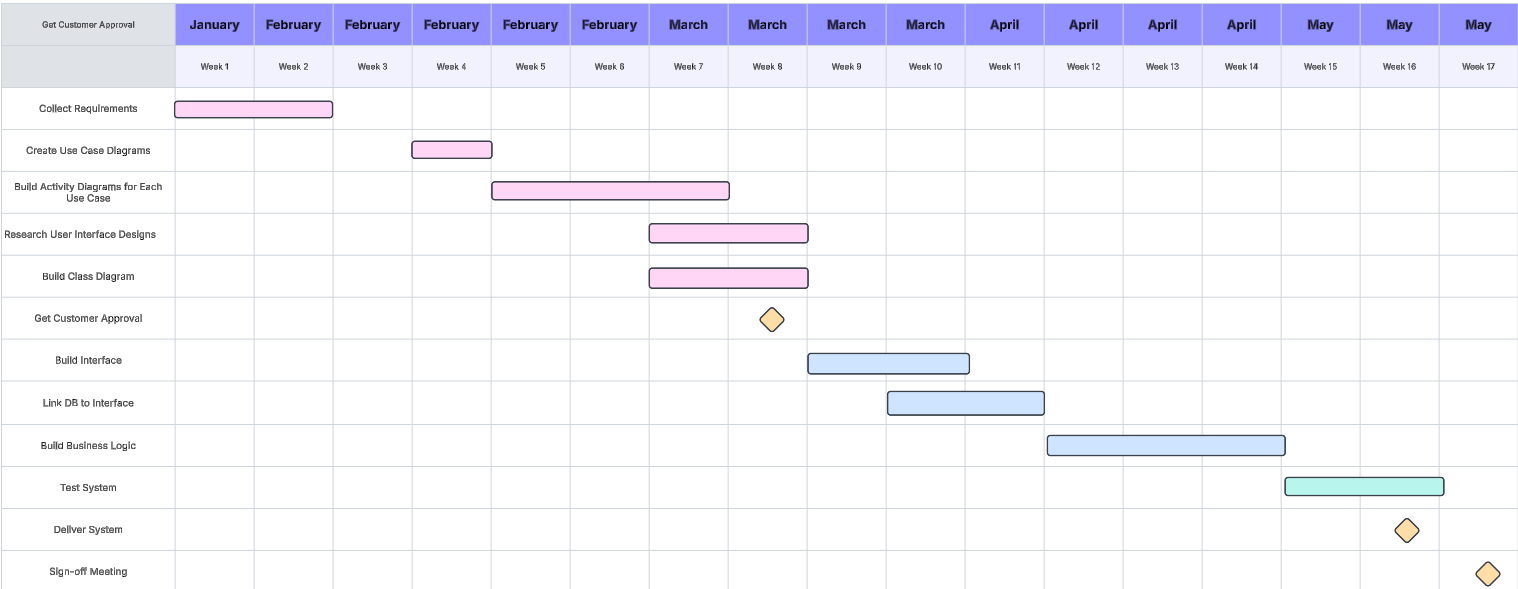 Get Customer Approval January February February February February February March March March March April April April April May May May
Week 1 Week 2 Week 3 Week 4 Week 5 Week 6 Week 7 Week 8 Week 9 Week 10 Week 11 Week 12 Week 13 Week 14 Week 15 Week 16 Week 17
Collect Requirements
Create Use Case Diagrams
Build Activity Diagrams for Each
Use Case
Research User Interface Designs
Build Class Diagram
Get Customer Approval
Build Interface
Link DB to Interface
Build Business Logic
Test System
Deliver System
Sign-off Meeting